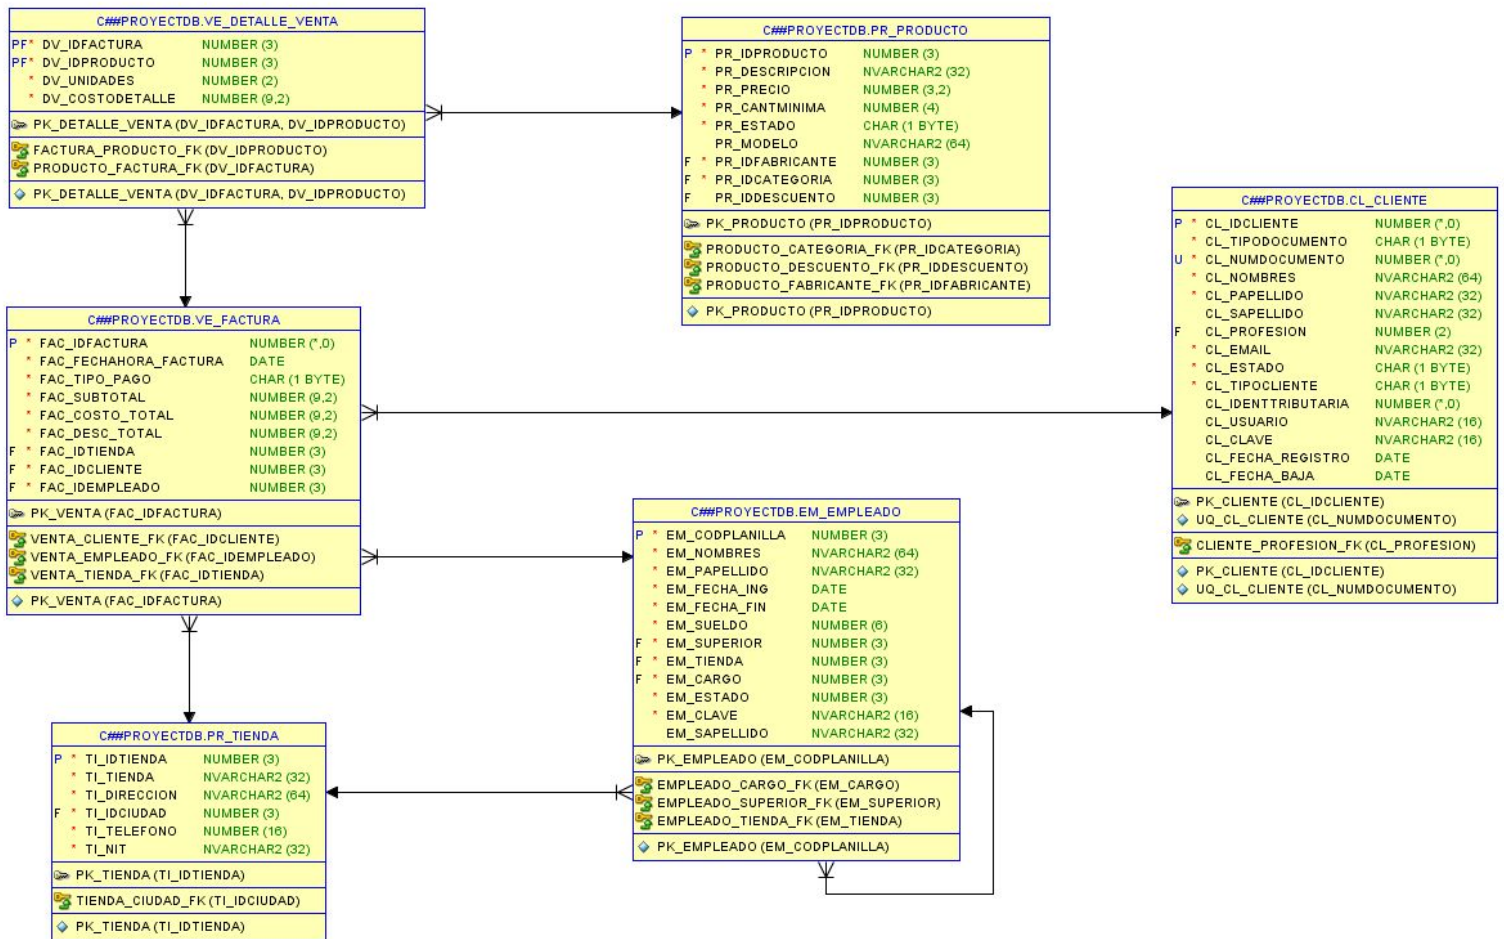 C##PROYECTDB.VE_DETALLE_VENTA
PF* DV_IDFACTURA NUMBER (3)
PF* DV_IDPRODUCTO NUMBER (3)
* DV_UNIDADES NUMBER (2)
* DV_COSTODETALLE NUMBER (9,2)
PK_DETALLE_VENTA (DV_IDFACTURA, DV_IDPRODUCTO)
FACTURA_PRODUCTO_FK (DV_IDPRODUCTO)
PRODUCTO_FACTURA_FK (DV_IDFACTURA)
PK_DETALLE_VENTA (DV_IDFACTURA, DV_IDPRODUCTO)
C##PROYECTDB.PR_PRODUCTO
P * PR_IDPRODUCTO NUMBER (3)
* PR_DESCRIPCION NVARCHAR2 (32)
* PR_PRECIO NUMBER (3,2)
* PR_CANTMINIMA NUMBER (4)
* PR_ESTADO CHAR (1 BYTE)
PR_MODELO NVARCHAR2 (64)
F * PR_IDFABRICANTE NUMBER (3)
F * PR_IDCATEGORIA NUMBER (3)
F PR_IDDESCUENTO NUMBER (3)
PK_PRODUCTO (PR_IDPRODUCTO)
PRODUCTO_CATEGORIA_FK (PR_IDCATEGORIA)
PRODUCTO_DESCUENTO_FK (PR_IDDESCUENTO)
PRODUCTO_FABRICANTE_FK (PR_IDFABRICANTE)
PK_PRODUCTO (PR_IDPRODUCTO)
C##PROYECTDB.CL_CLIENTE
P * CL_IDCLIENTE NUMBER (*,0)
* CL_TIPODOCUMENTO CHAR (1 BYTE)
U * CL_NUMDOCUMENTO NUMBER (*,0)
* CL_NOMBRES NVARCHAR2 (64)
* CL_PAPELLIDO NVARCHAR2 (32)
CL_SAPELLIDO NVARCHAR2 (32)
F CL_PROFESION NUMBER (2)
* CL_EMAIL NVARCHAR2 (32)
* CL_ESTADO CHAR (1 BYTE)
* CL_TIPOCLIENTE CHAR (1 BYTE)
CL_IDENTTRIBUTARIA NUMBER (*,0)
CL_USUARIO NVARCHAR2 (16)
CL_CLAVE NVARCHAR2 (16)
CL_FECHA_REGISTRO DATE
CL_FECHA_BAJA DATE
PK_CLIENTE (CL_IDCLIENTE)
UQ_CL_CLIENTE (CL_NUMDOCUMENTO)
CLIENTE_PROFESION_FK (CL_PROFESION)
PK_CLIENTE (CL_IDCLIENTE)
UQ_CL_CLIENTE (CL_NUMDOCUMENTO)
C##PROYECTDB.VE_FACTURA
P * FAC_IDFACTURA NUMBER (*,0)
* FAC_FECHAHORA_FACTURA DATE
* FAC_TIPO_PAGO CHAR (1 BYTE)
* FAC_SUBTOTAL NUMBER (9,2)
* FAC_COSTO_TOTAL NUMBER (9,2)
* FAC_DESC_TOTAL NUMBER (9,2)
F * FAC_IDTIENDA NUMBER (3)
F * FAC_IDCLIENTE NUMBER (3)
F * FAC_IDEMPLEADO NUMBER (3)
PK_VENTA (FAC_IDFACTURA)
VENTA_CLIENTE_FK (FAC_IDCLIENTE)
VENTA_EMPLEADO_FK (FAC_IDEMPLEADO)
VENTA_TIENDA_FK (FAC_IDTIENDA)
PK_VENTA (FAC_IDFACTURA)
C##PROYECTDB.EM_EMPLEADO
P * EM_CODPLANILLA NUMBER (3)
* EM_NOMBRES NVARCHAR2 (64)
* EM_PAPELLIDO NVARCHAR2 (32)
* EM_FECHA_ING DATE
* EM_FECHA_FIN DATE
* EM_SUELDO NUMBER (6)
F * EM_SUPERIOR NUMBER (3)
F * EM_TIENDA NUMBER (3)
F * EM_CARGO NUMBER (3)
* EM_ESTADO NUMBER (3)
* EM_CLAVE NVARCHAR2 (16)
EM_SAPELLIDO NVARCHAR2 (32)
PK_EMPLEADO (EM_CODPLANILLA)
EMPLEADO_CARGO_FK (EM_CARGO)
EMPLEADO_SUPERIOR_FK (EM_SUPERIOR)
EMPLEADO_TIENDA_FK (EM_TIENDA)
PK_EMPLEADO (EM_CODPLANILLA)
C##PROYECTDB.PR_TIENDA
P * TI_IDTIENDA NUMBER (3)
* TI_TIENDA NVARCHAR2 (32)
* TI_DIRECCION NVARCHAR2 (64)
F * TI_IDCIUDAD NUMBER (3)
* TI_TELEFONO NUMBER (16)
* TI_NIT NVARCHAR2 (32)
PK_TIENDA (TI_IDTIENDA)
TIENDA_CIUDAD_FK (TI_IDCIUDAD)
PK_TIENDA (TI_IDTIENDA)